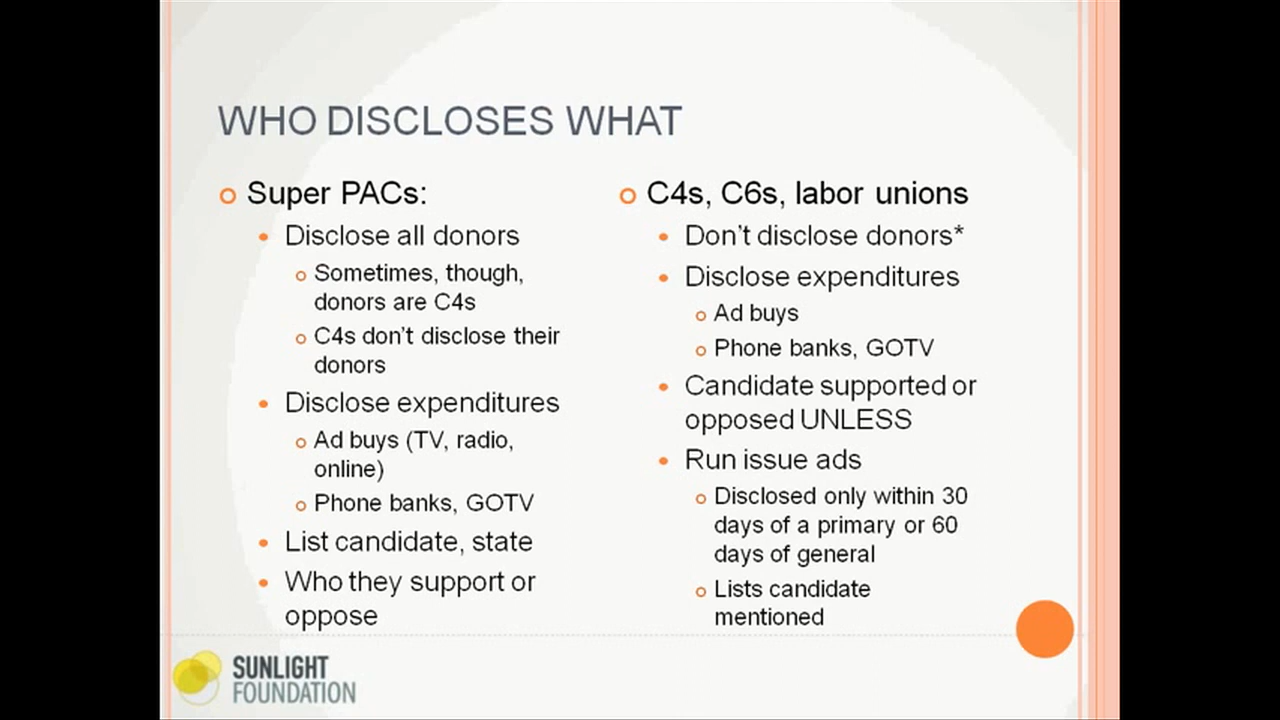 WHO DISCLOSES WHAT
Super PACs:
Disclose all donors
Sometimes, though,
donors are C4s
C4s don't disclose their
donors
Disclose expenditures
Ad buys (TV, radio,
online)
Phone banks, GOTV
List candidate, state
Who they support or
oppose
C4s, C6s, labor unions
Don't disclose donors*
Disclose expenditures
Ad buys
Phone banks, GOTV
Candidate supported or
opposed UNLESS
Run issue ads
Disclosed only within 30
days of a primary or 60
days of general
Lists candidate
mentioned
SUNLIGHT
FOUNDATION